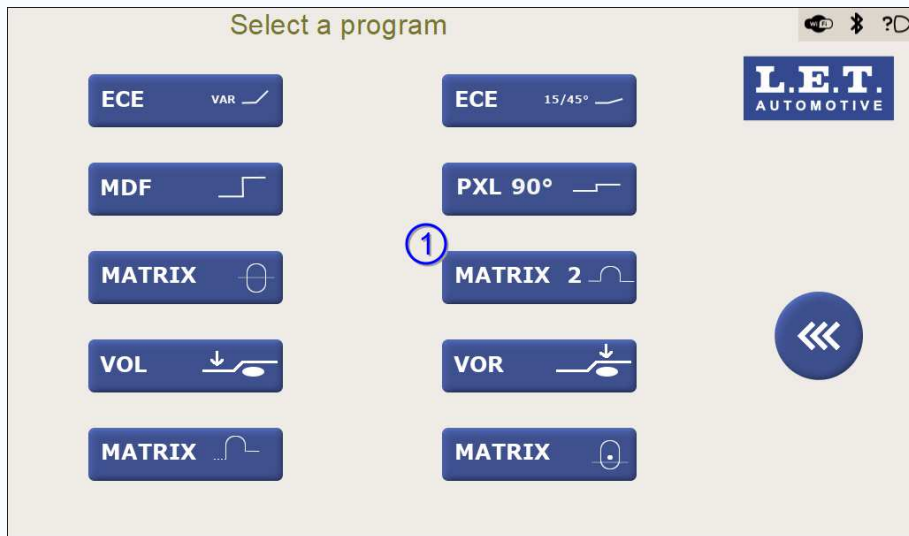 Select a program
WiFi
?
L.E.T.
AUTOMOTIVE
ECE VAR
ECE 15/45°
MDF
PXL 90°
1
MATRIX
MATRIX 2
VOL
VOR
MATRIX ...
MATRIX